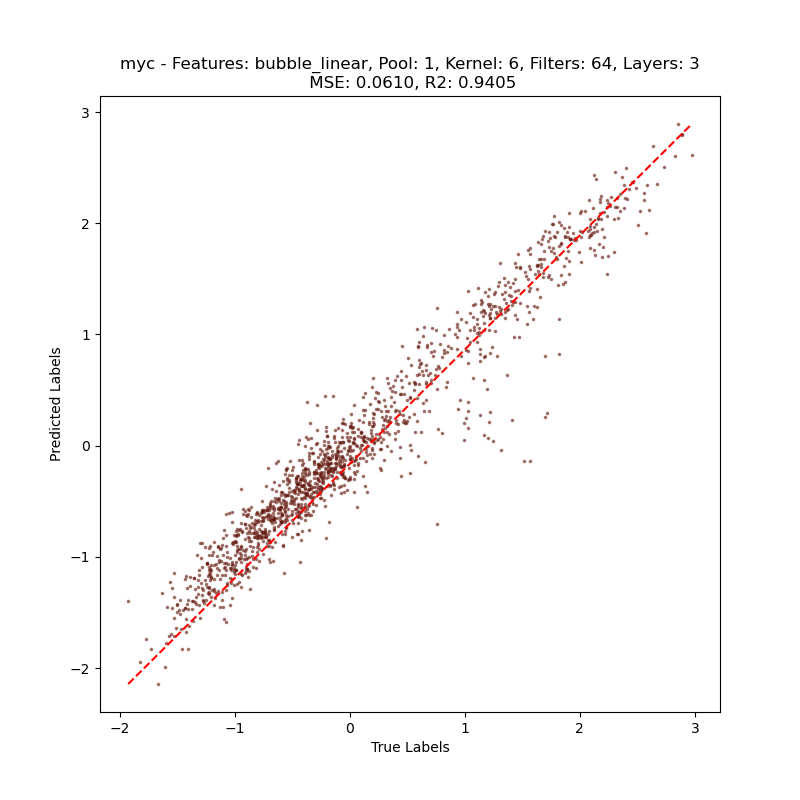 myc - Features: bubble_linear, Pool: 1, Kernel: 6, Filters: 64, Layers: 3
MSE: 0.0610, R2: 0.9405
3
2
1
0
−1
−2
Predicted Labels
−2 −1 0 1 2 3
True Labels